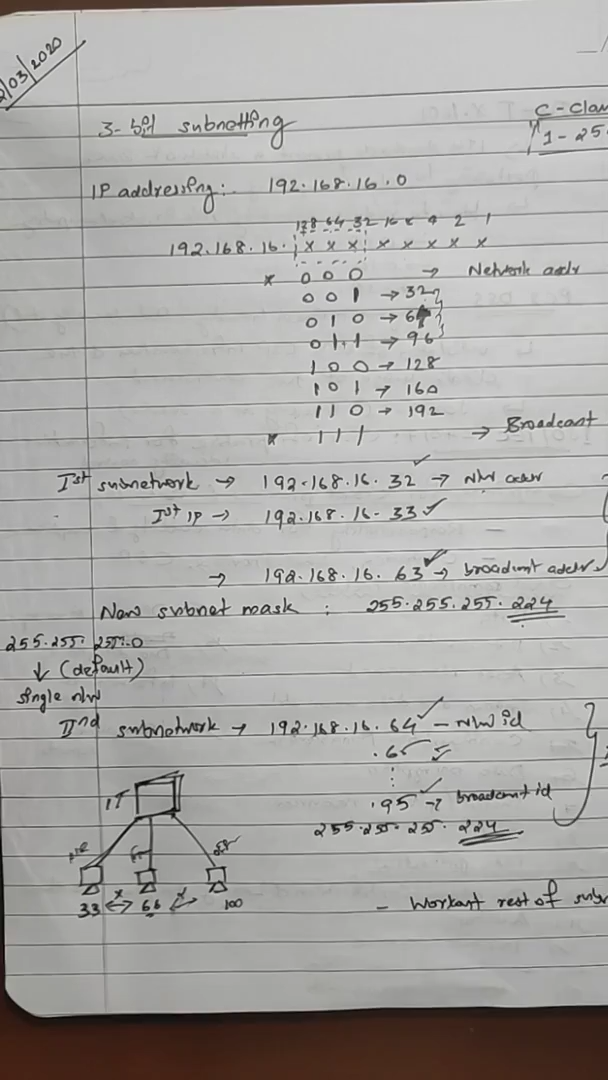 2/03/2020
3-bit subnetting
C-Clas
1-25
IP addressing:- 192.168.16.0
128 64 32 16 8 4 2 1
192.168.16. x x x x x x x x
* 0 0 0 → Network addr
0 0 1 → 32
0 1 0 → 64
0 1 1 → 96
1 0 0 → 128
1 0 1 → 160
1 1 0 → 192
* 1 1 1 → Broadcast
Ist subnetwork → 192.168.16.32 → N/W addr
Ist IP → 192.168.16.33
→ 192.168.16.63 → broadcast addr
New subnet mask : 255.255.255.224
255.255.255.0
↓ (default)
single n/w
IInd subnetwork → 192.168.16.64 - N/W id
.65
.95 → broadcast id
255.255.255.224
IT
33 x ↔ 66 ↔ x 100
- Workout rest of subn